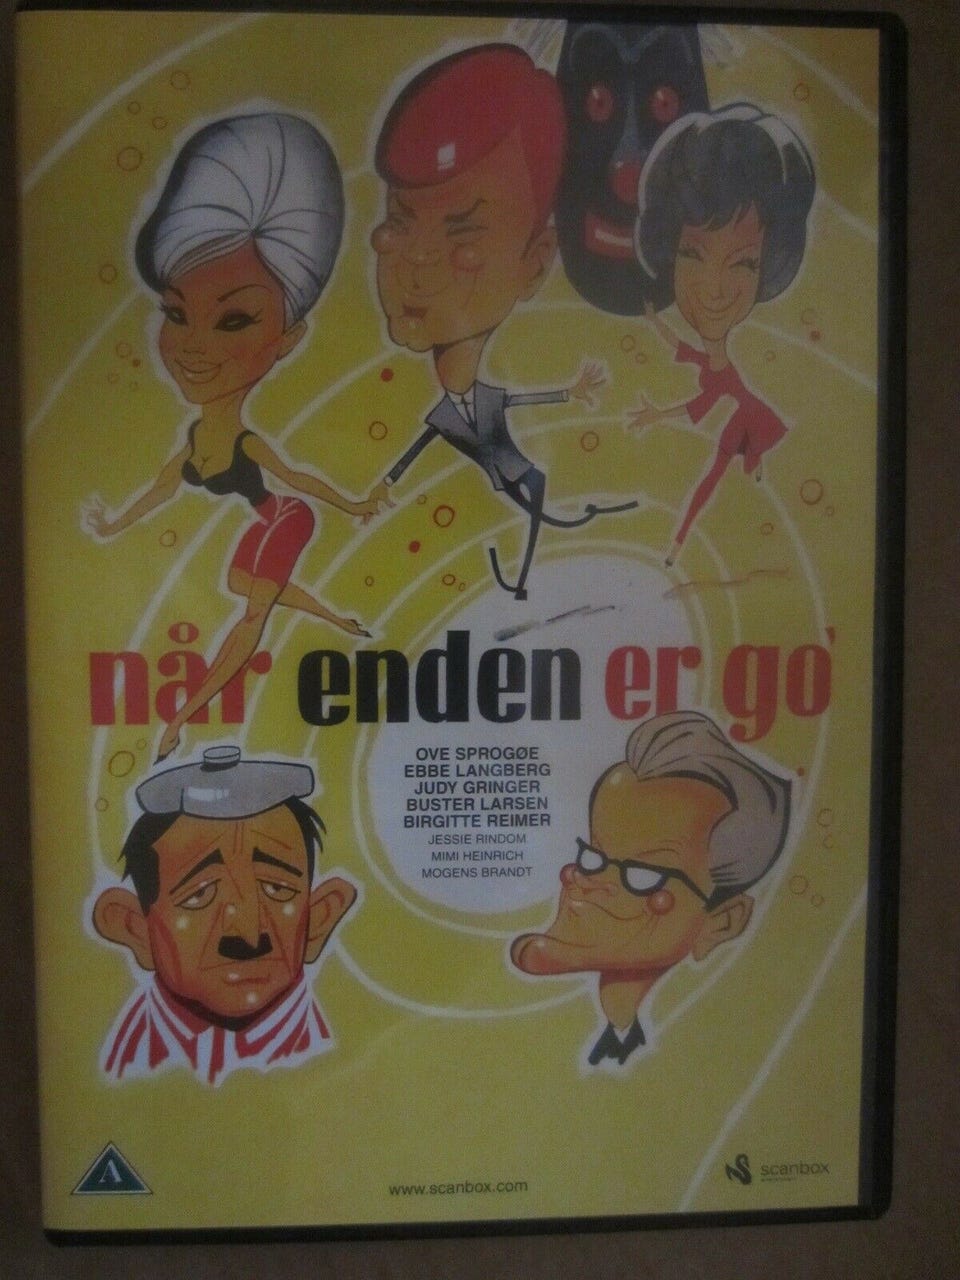 når enden er go'
OVE SPROGØE
EBBE LANGBERG
JUDY GRINGER
BUSTER LARSEN
BIRGITTE REIMER
JESSIE RINDOM
MIMI HEINRICH
MOGENS BRANDT
A
www.scanbox.com
scanbox